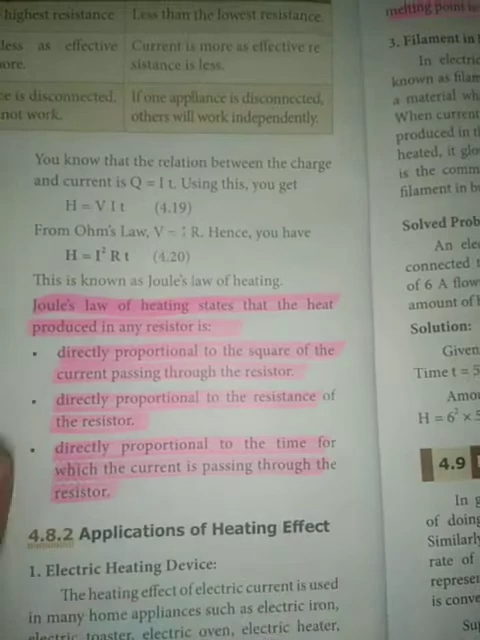 highest resistance
Less than the lowest resistance.
less as effective
ore.
Current is more as effective re
sistance is less.
ce is disconnected,
not work.
If one appliance is disconnected,
others will work independently.
You know that the relation between the charge
and current is Q = I t. Using this, you get
H = V I t (4.19)
From Ohm's Law, V = I R. Hence, you have
H = I² R t (4.20)
This is known as Joule's law of heating.
Joule's law of heating states that the heat
produced in any resistor is:
• directly proportional to the square of the
current passing through the resistor.
• directly proportional to the resistance of
the resistor.
• directly proportional to the time for
which the current is passing through the
resistor.
4.8.2 Applications of Heating Effect
1. Electric Heating Device:
The heating effect of electric current is used
in many home appliances such as electric iron,
electric toaster, electric oven, electric heater,
melting point is
3. Filament in
In electric
known as filam
a material wh
When current
produced in th
heated, it glo
is the comm
filament in bu
Solved Prob
An elec
connected t
of 6 A flow
amount of h
Solution:
Given
Time t = 5
Amou
H = 6² × 5
4.9
In g
of doing
Similarly
rate of
represen
is conve
Sup